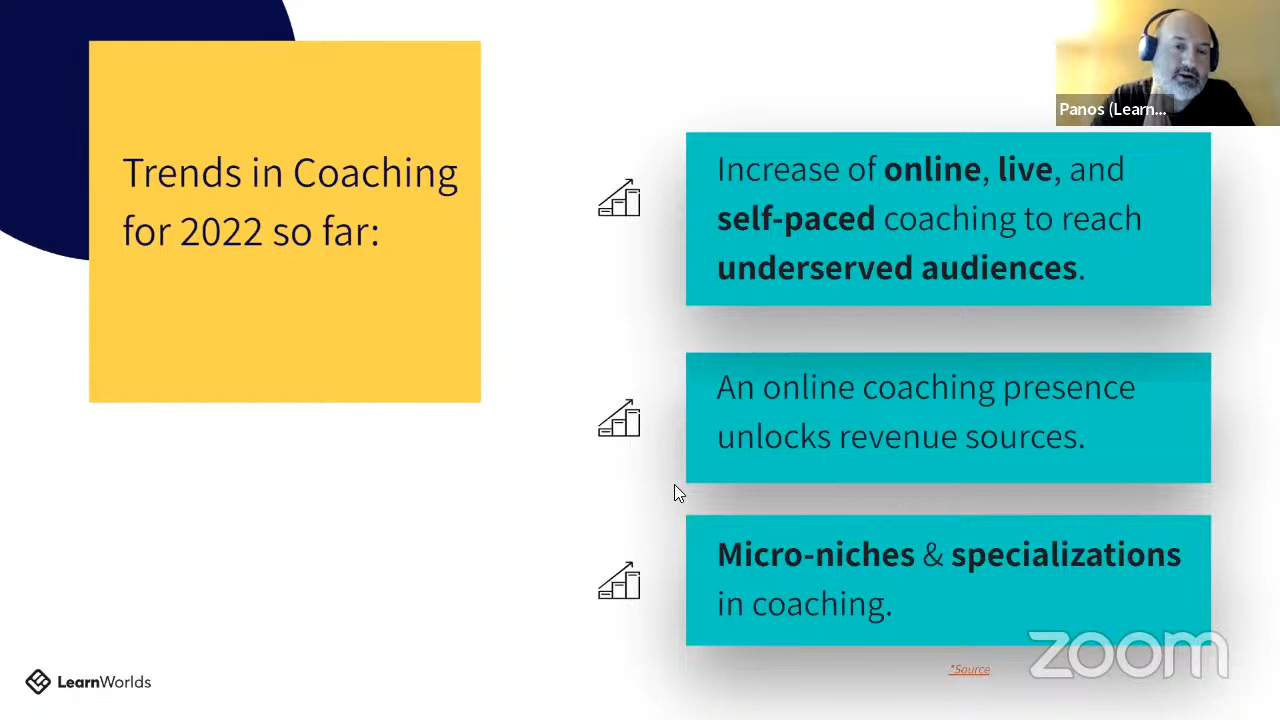 Panos (Learn...
Trends in Coaching
for 2022 so far:
Increase of online, live, and
self-paced coaching to reach
underserved audiences.
An online coaching presence
unlocks revenue sources.
Micro-niches & specializations
in coaching.
*Source
zoom
LearnWorlds